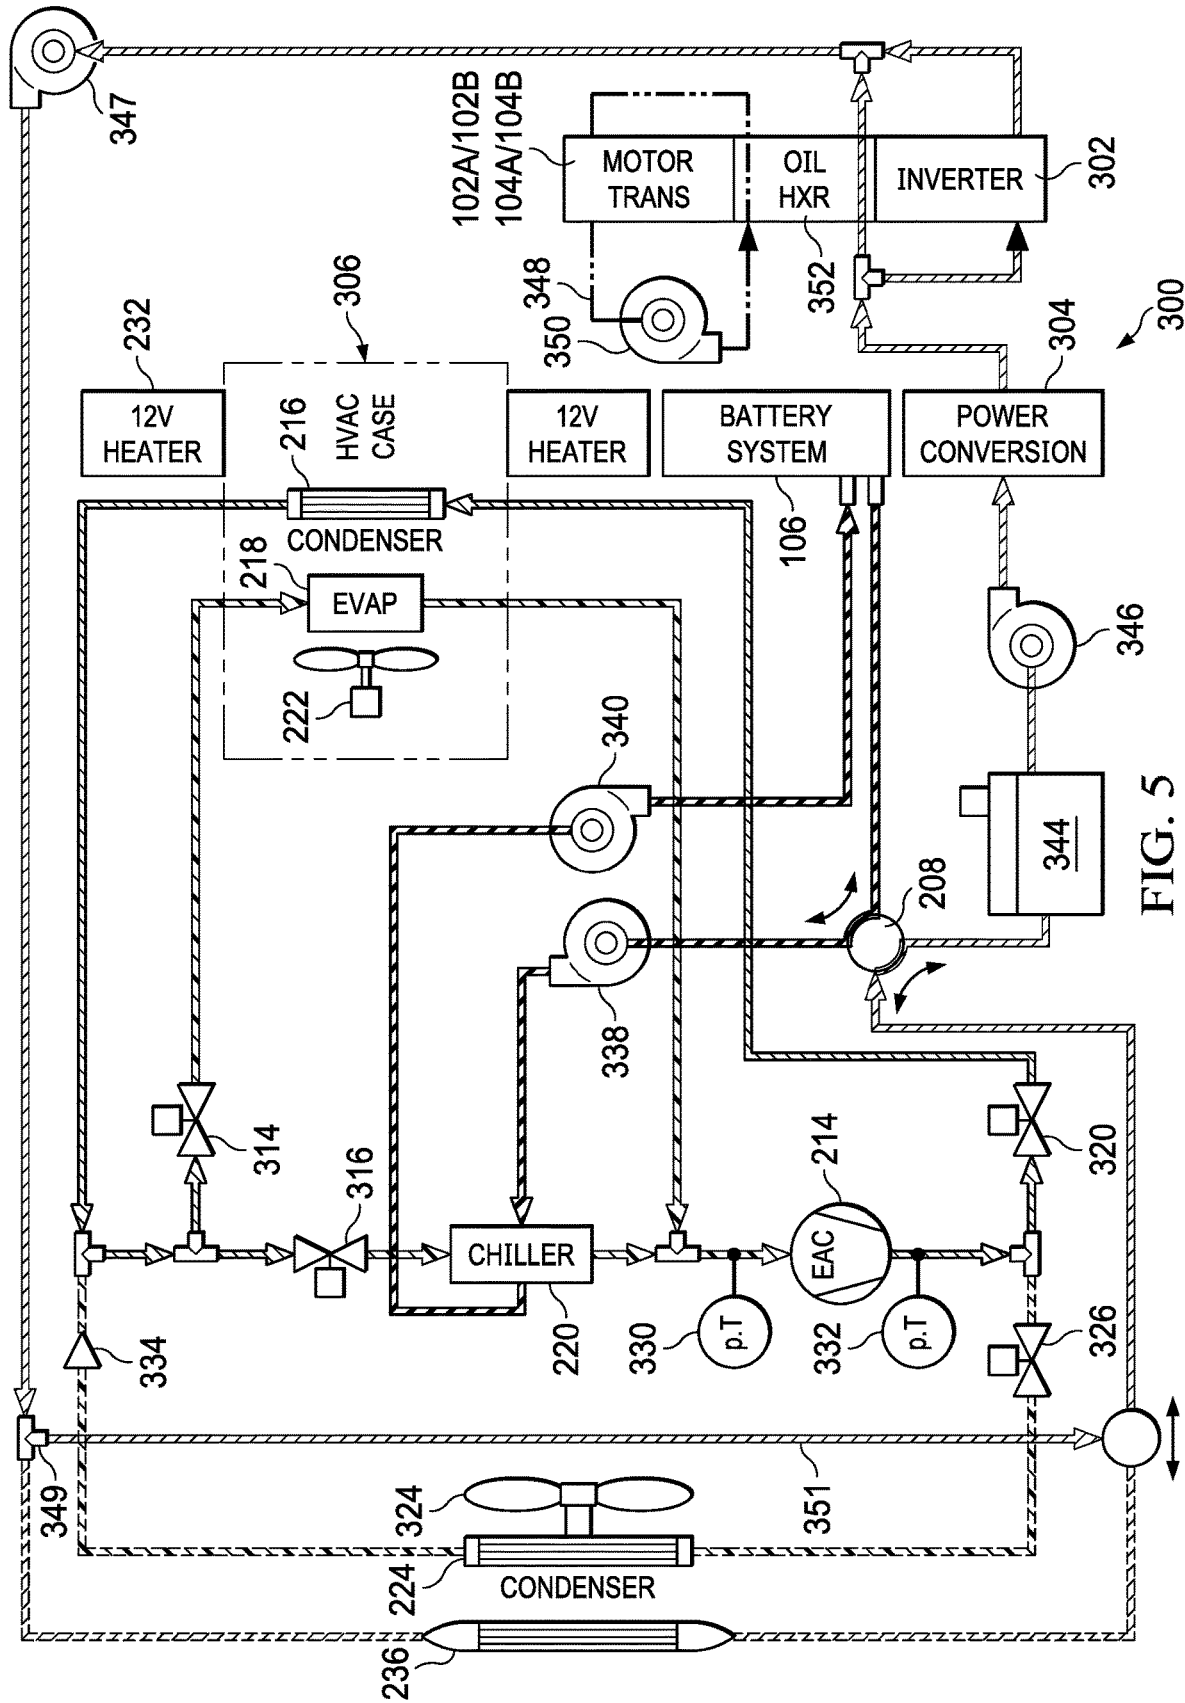 347
232
12V
HEATER
306
HVAC
CASE
216
CONDENSER
218
EVAP
222
12V
HEATER
102A/102B
104A/104B
MOTOR
TRANS
OIL
HXR
INVERTER
302
352
348
350
300
304
BATTERY
SYSTEM
POWER
CONVERSION
106
346
344
340
338
208
314
316
CHILLER
220
EAC
214
320
p.T
330
p.T
332
326
334
349
351
324
224
CONDENSER
236
FIG. 5